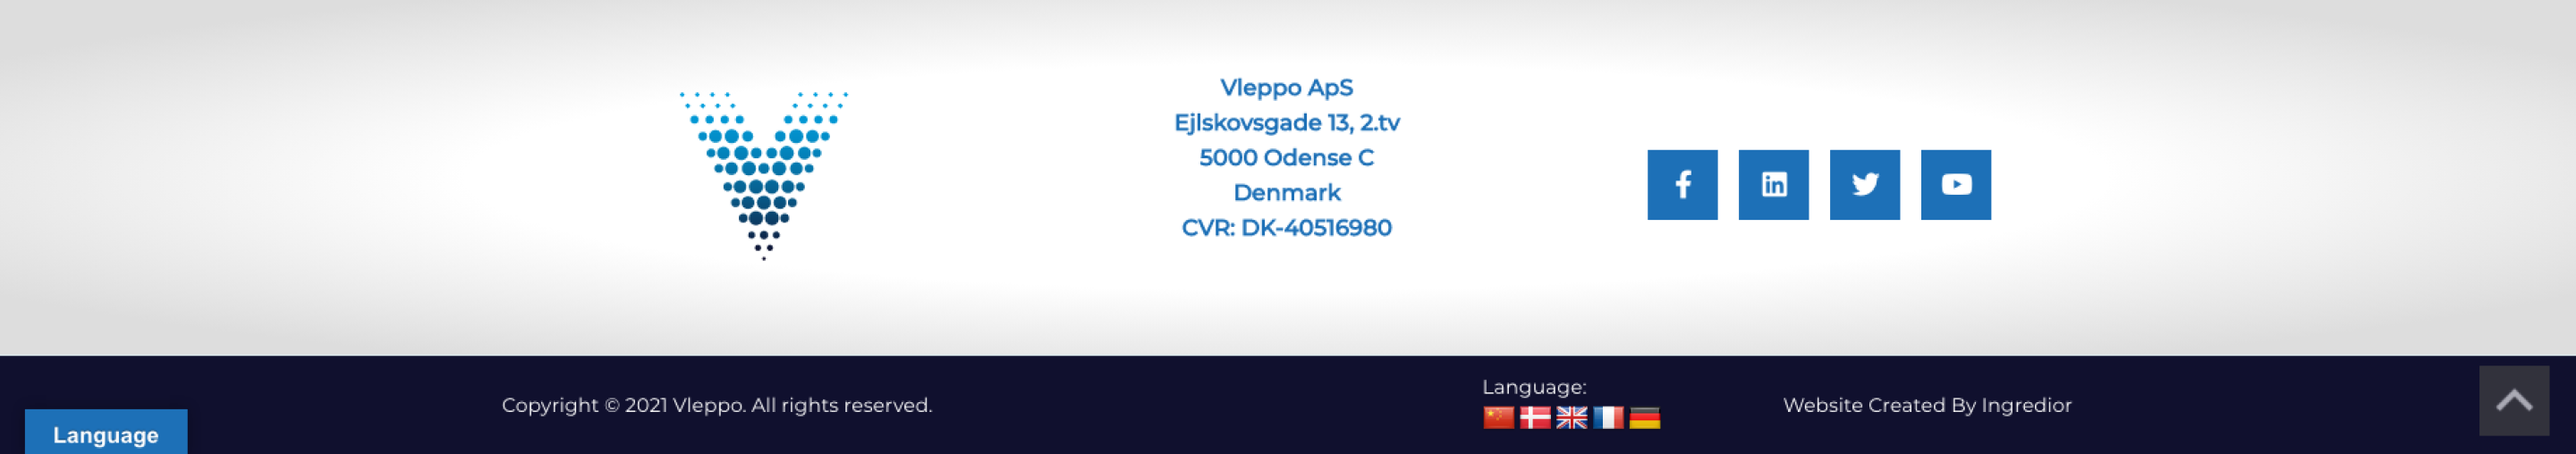 Vleppo ApS
Ejlskovsgade 13, 2.tv
5000 Odense C
Denmark
CVR: DK-40516980
Copyright © 2021 Vleppo. All rights reserved.
Language:
Website Created By Ingredior
Language